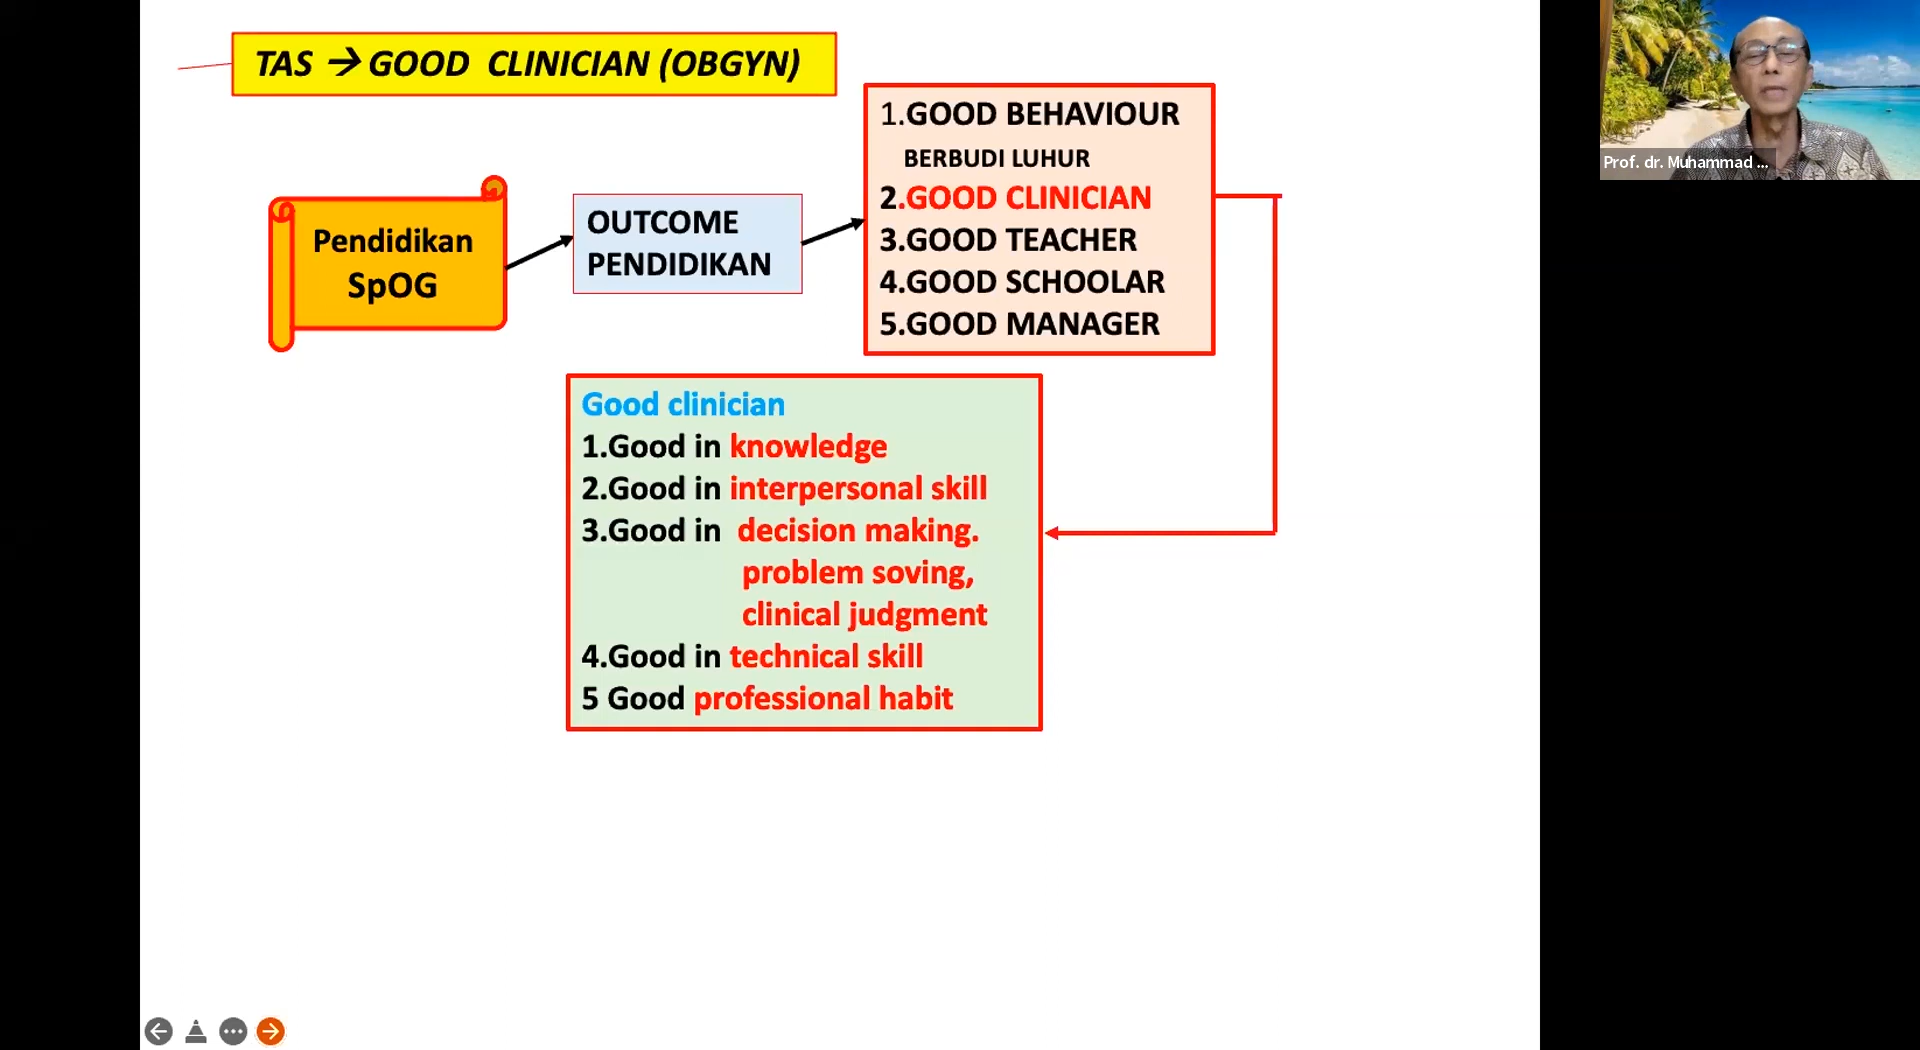 TAS → GOOD CLINICIAN (OBGYN)
Pendidikan
SpOG
OUTCOME
PENDIDIKAN
1.GOOD BEHAVIOUR
BERBUDI LUHUR
2.GOOD CLINICIAN
3.GOOD TEACHER
4.GOOD SCHOOLAR
5.GOOD MANAGER
Good clinician
1.Good in knowledge
2.Good in interpersonal skill
3.Good in decision making.
problem soving,
clinical judgment
4.Good in technical skill
5 Good professional habit
Prof. dr. Muhammad ...